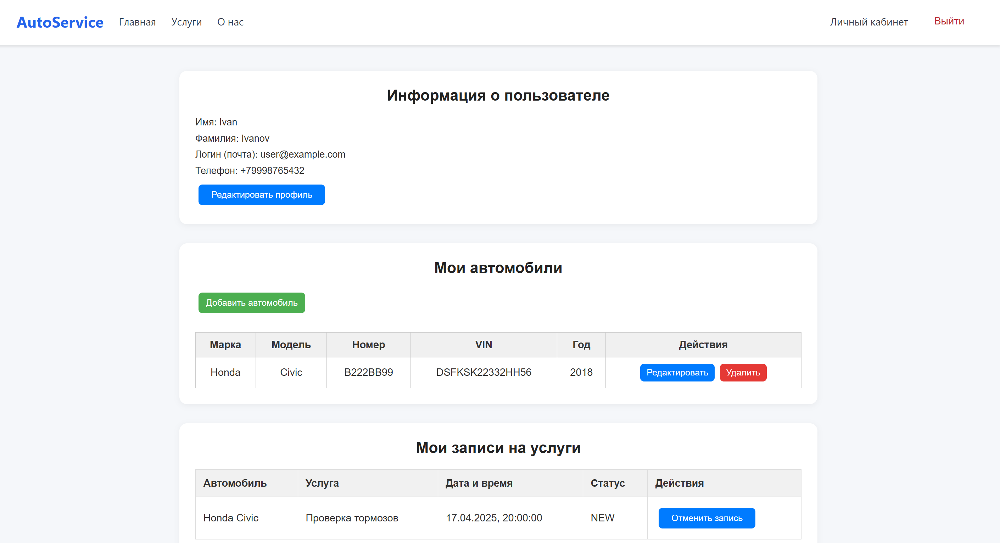 AutoService Главная Услуги О нас Личный кабинет Выйти
Информация о пользователе
Имя: Ivan
Фамилия: Ivanov
Логин (почта): user@example.com
Телефон: +79998765432
Редактировать профиль
Мои автомобили
Добавить автомобиль
Марка Модель Номер VIN Год Действия
Honda Civic B222BB99 DSFKSK22332HH56 2018 Редактировать Удалить
Мои записи на услуги
Автомобиль Услуга Дата и время Статус Действия
Honda Civic Проверка тормозов 17.04.2025, 20:00:00 NEW Отменить запись